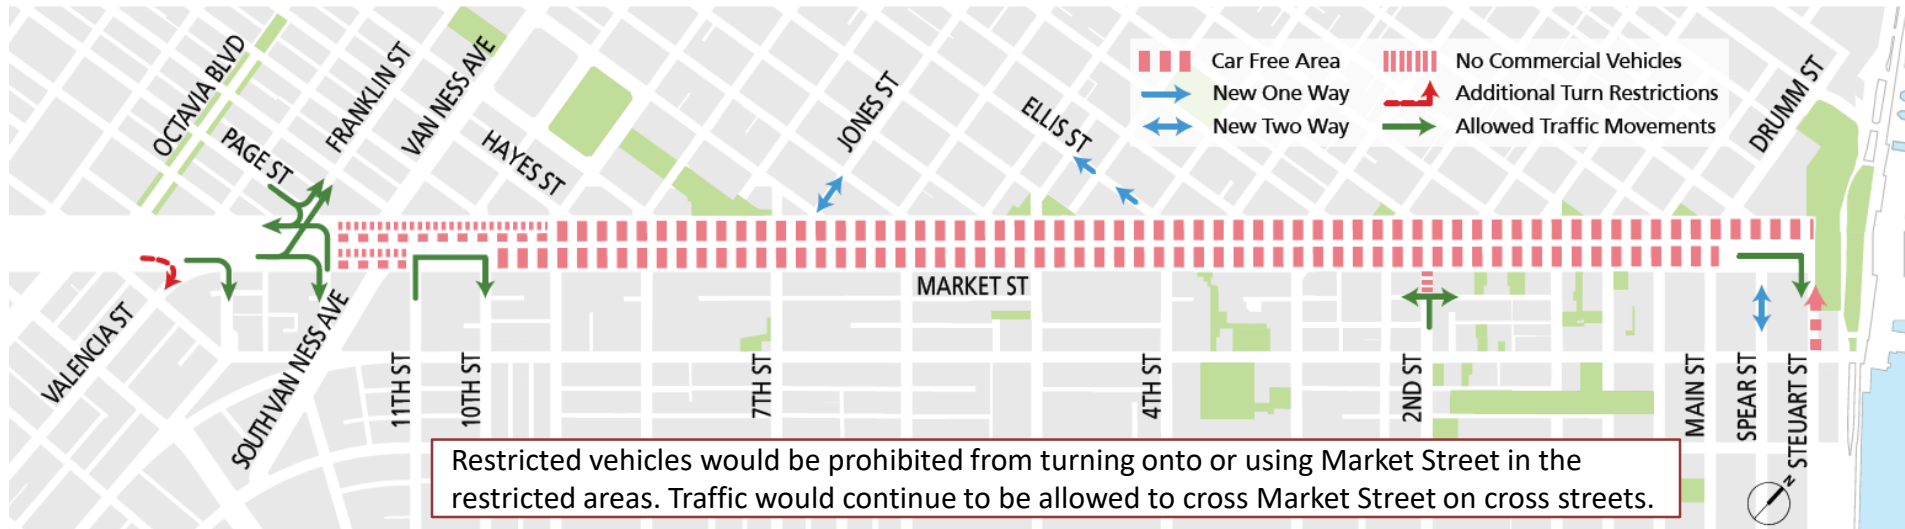 OCTAVIA BLVD
PAGE ST
FRANKLIN ST
VAN NESS AVE
HAYES ST
JONES ST
ELLIS ST
Car Free Area
New One Way
New Two Way
No Commercial Vehicles
Additional Turn Restrictions
Allowed Traffic Movements
DRUMM ST
MARKET ST
VALENCIA ST
SOUTH VAN NESS AVE
11TH ST
10TH ST
7TH ST
4TH ST
2ND ST
MAIN ST
SPEAR ST
STEUART ST
Restricted vehicles would be prohibited from turning onto or using Market Street in the
restricted areas. Traffic would continue to be allowed to cross Market Street on cross streets.
N